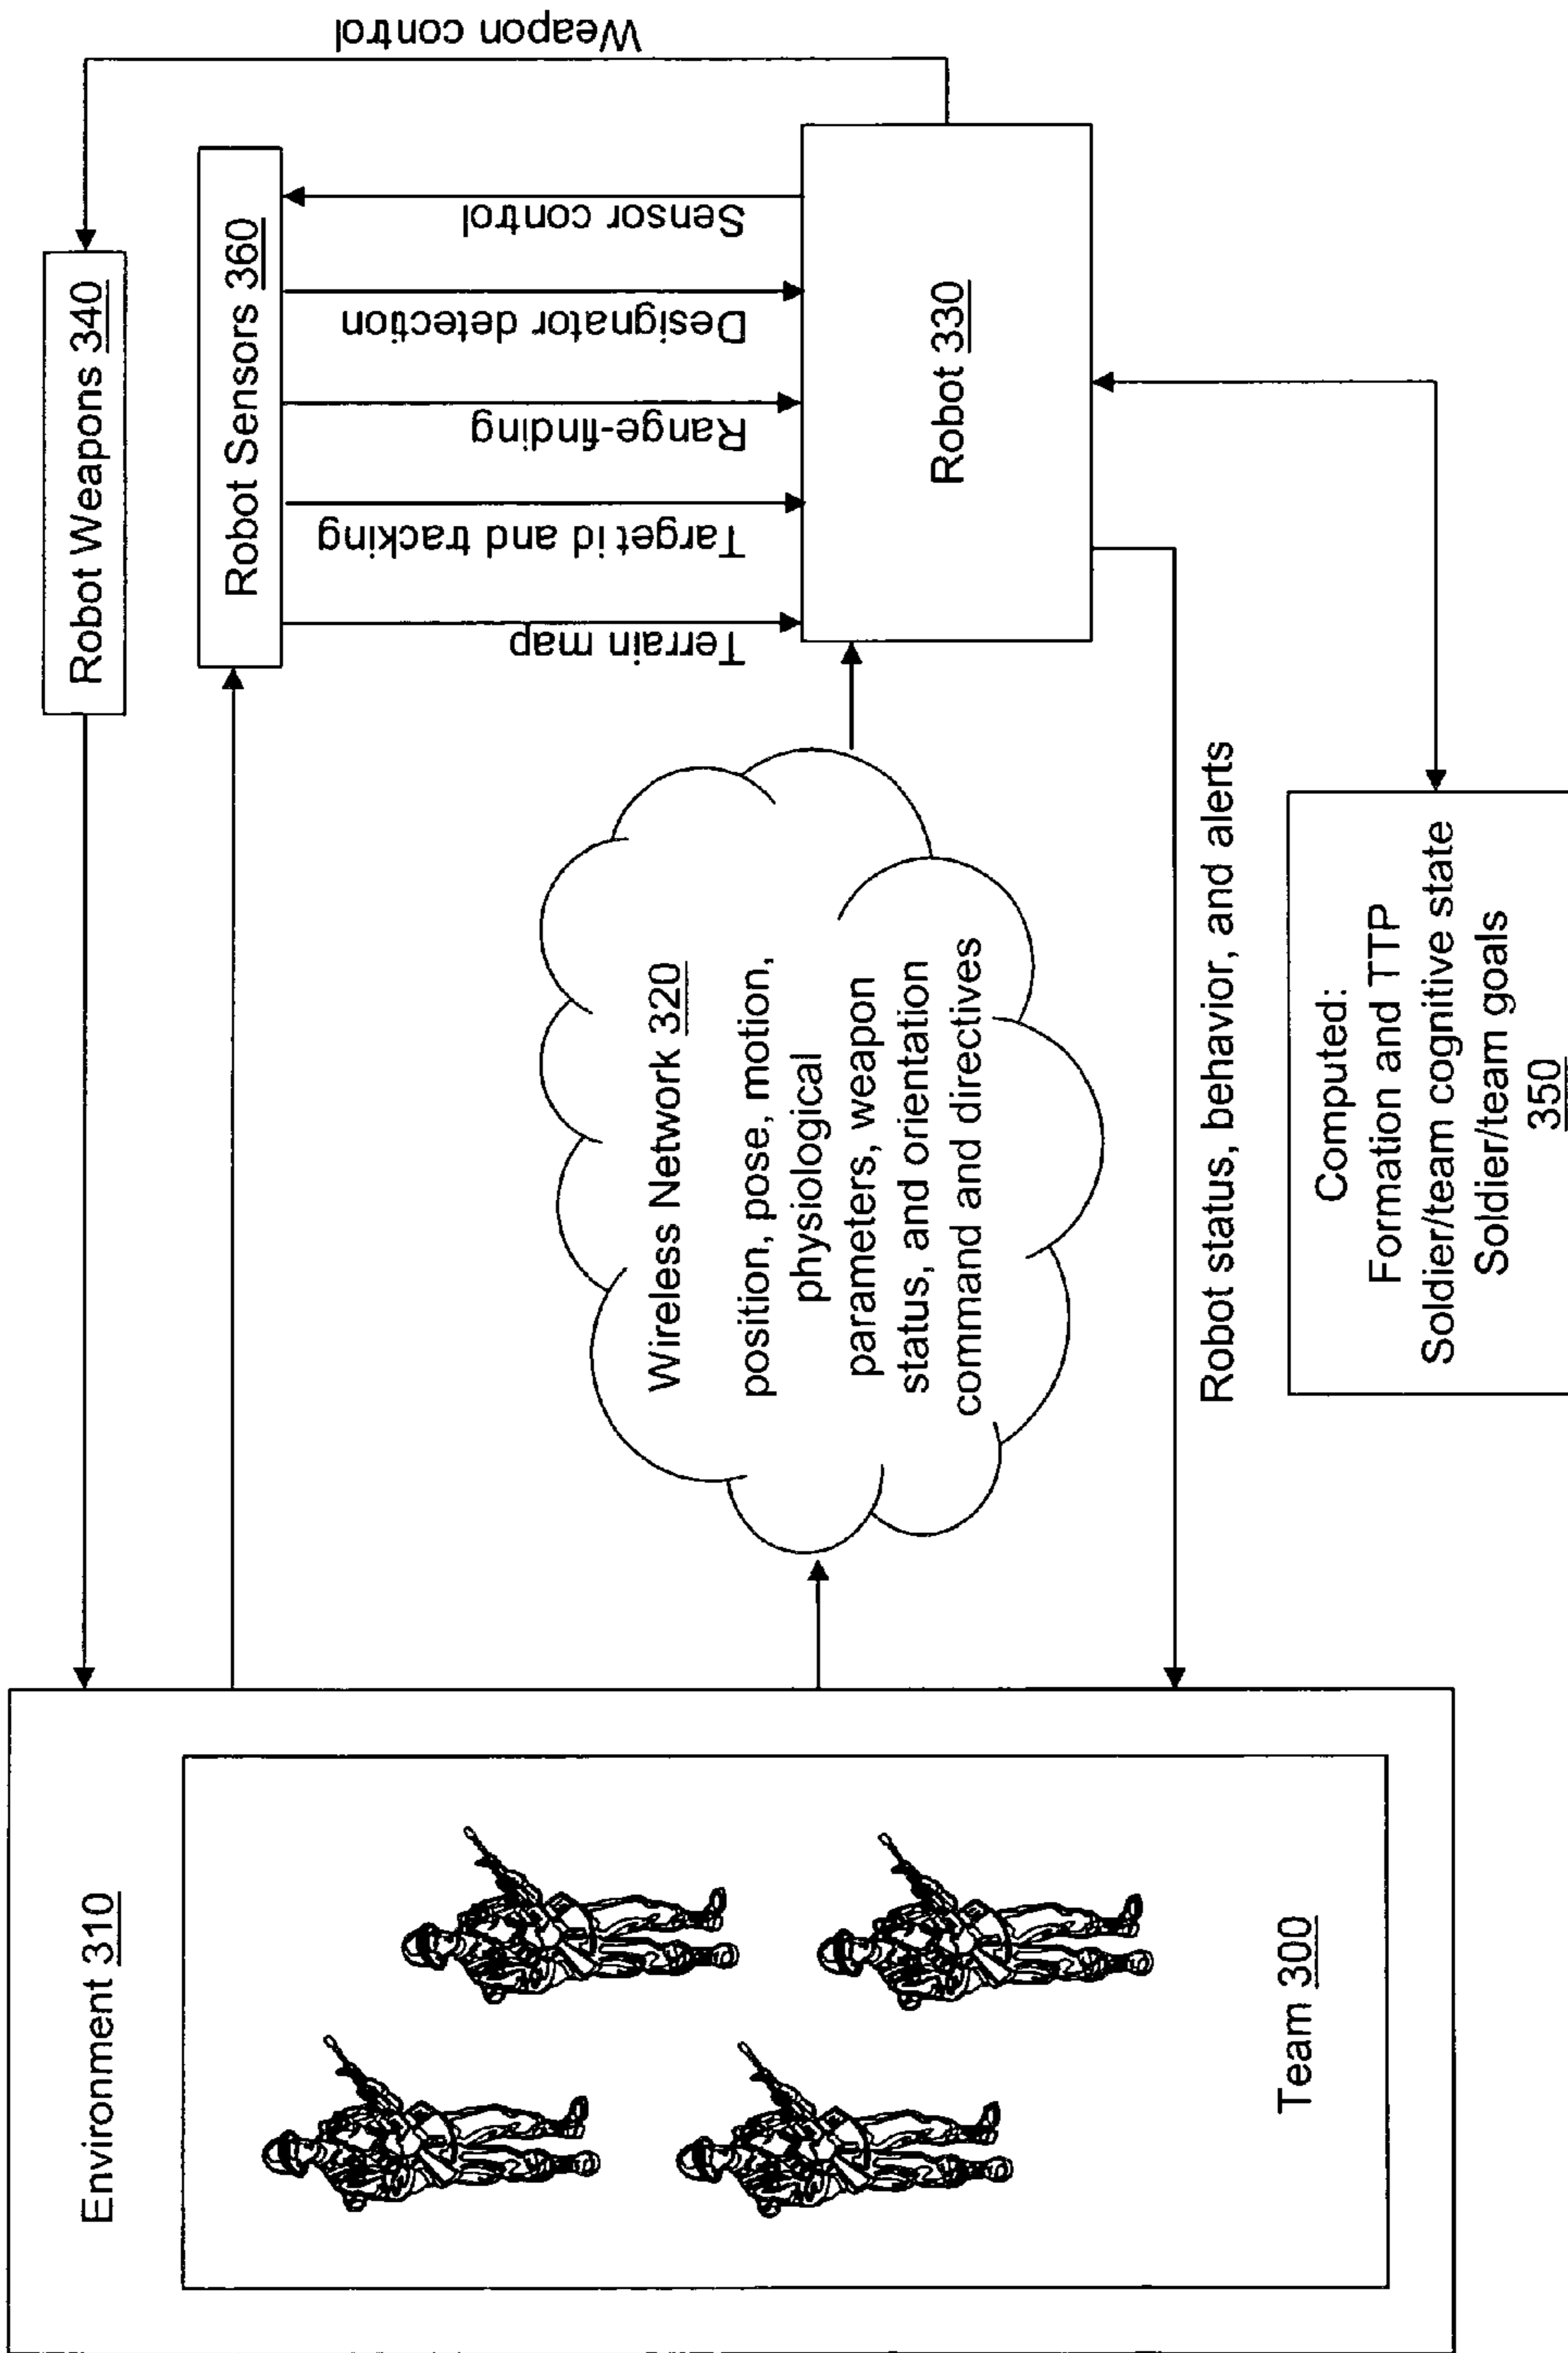 Environment 310
Team 300
Robot Weapons 340
Weapon control
Robot Sensors 360
Terrain map
Target id and tracking
Range-finding
Designator detection
Sensor control
Wireless Network 320
position, pose, motion,
physiological
parameters, weapon
status, and orientation
command and directives
Robot 330
Robot status, behavior, and alerts
Computed:
Formation and TTP
Soldier/team cognitive state
Soldier/team goals
350